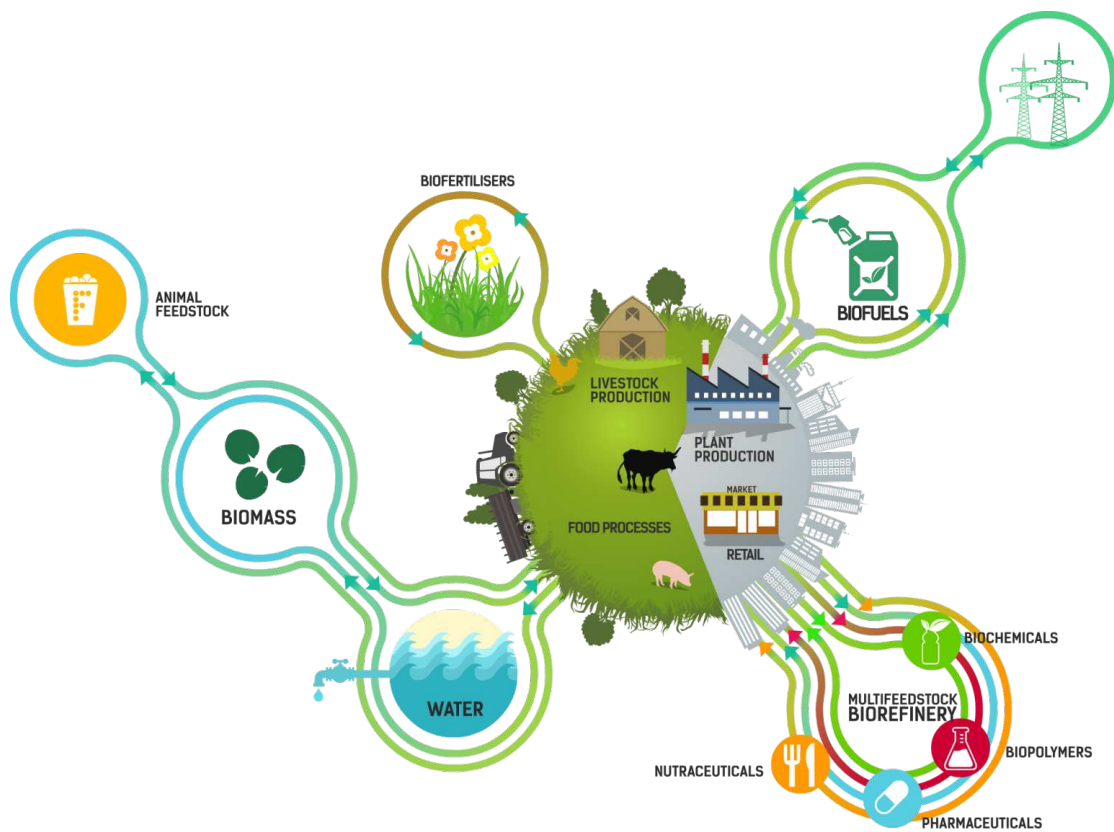 BIOFERTILISERS
ANIMAL
FEEDSTOCK
BIOFUELS
LIVESTOCK
PRODUCTION
PLANT
PRODUCTION
BIOMASS
MARKET
FOOD PROCESSES
RETAIL
WATER
BIOCHEMICALS
MULTIFEEDSTOCK
BIOREFINERY
BIOPOLYMERS
NUTRACEUTICALS
PHARMACEUTICALS